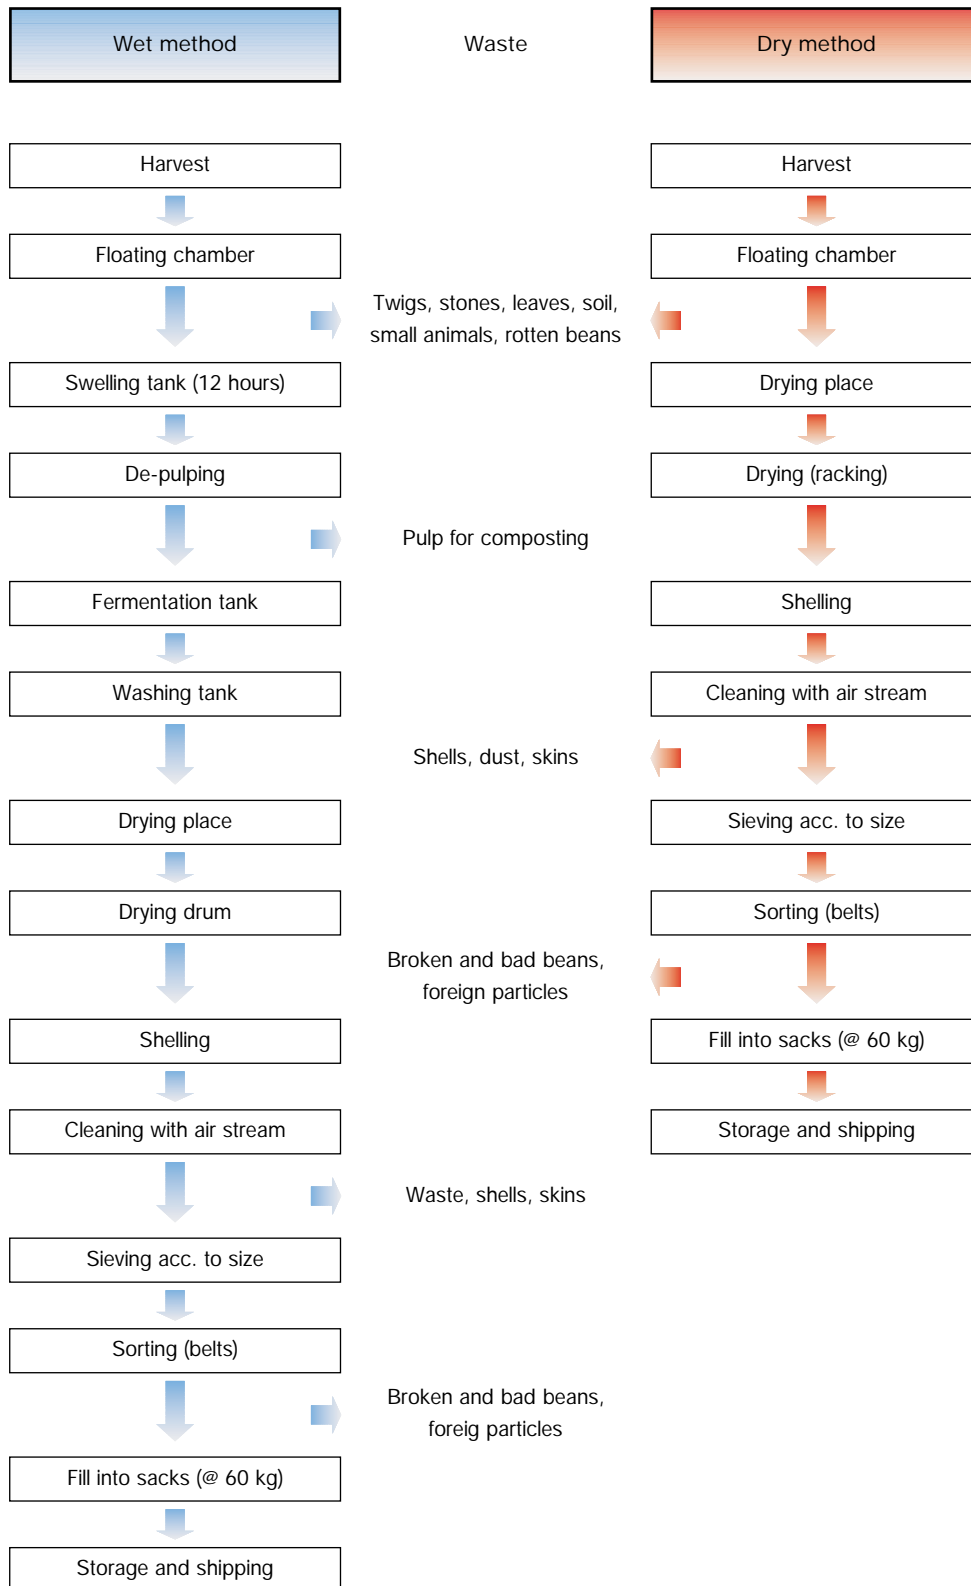 Wet method
Waste
Dry method
Harvest
Harvest
Floating chamber
Floating chamber
Twigs, stones, leaves, soil,
small animals, rotten beans
Swelling tank (12 hours)
Drying place
De-pulping
Drying (racking)
Pulp for composting
Fermentation tank
Shelling
Washing tank
Cleaning with air stream
Shells, dust, skins
Drying place
Sieving acc. to size
Drying drum
Sorting (belts)
Broken and bad beans,
foreign particles
Shelling
Fill into sacks (@ 60 kg)
Cleaning with air stream
Storage and shipping
Waste, shells, skins
Sieving acc. to size
Sorting (belts)
Broken and bad beans,
foreig particles
Fill into sacks (@ 60 kg)
Storage and shipping